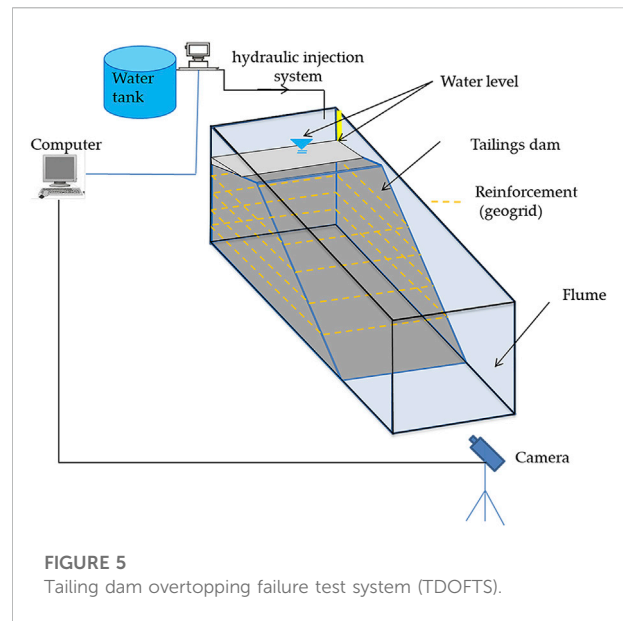 hydraulic injection
system
Water
tank
Water level
Computer
Tailings dam
Reinforcement
(geogrid)
Flume
Camera
FIGURE 5
Tailing dam overtopping failure test system (TDOFTS).